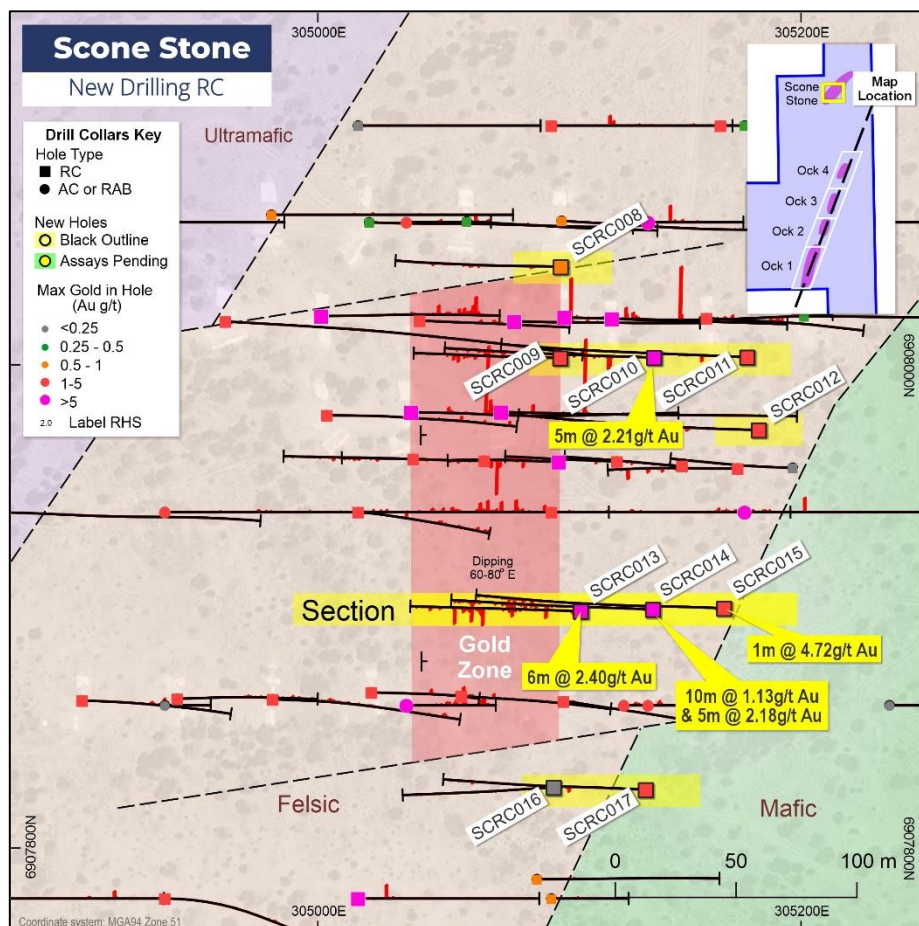 Scone Stone
New Drilling RC
305000E
305200E
Scone
Stone
Map
Location
Ock 4
Ock 3
Ock 2
Ock 1
Drill Collars Key
Hole Type
RC
AC or RAB
New Holes
Black Outline
Assays Pending
Max Gold in Hole
(Au g/t)
<0.25
0.25 - 0.5
0.5 - 1
1-5
>5
2.0 Label RHS
Ultramafic
SCRC008
SCRC009
SCRC010
SCRC011
SCRC012
5m @ 2.21g/t Au
6908000N
Dipping
60-80° E
Section
SCRC013
SCRC014
SCRC015
Gold
Zone
6m @ 2.40g/t Au
1m @ 4.72g/t Au
10m @ 1.13g/t Au
& 5m @ 2.18g/t Au
Felsic
SCRC016
SCRC017
Mafic
6907800N
6907800N
0 50 100 m
Coordinate system: MGA94 Zone 51
305000E
305200E